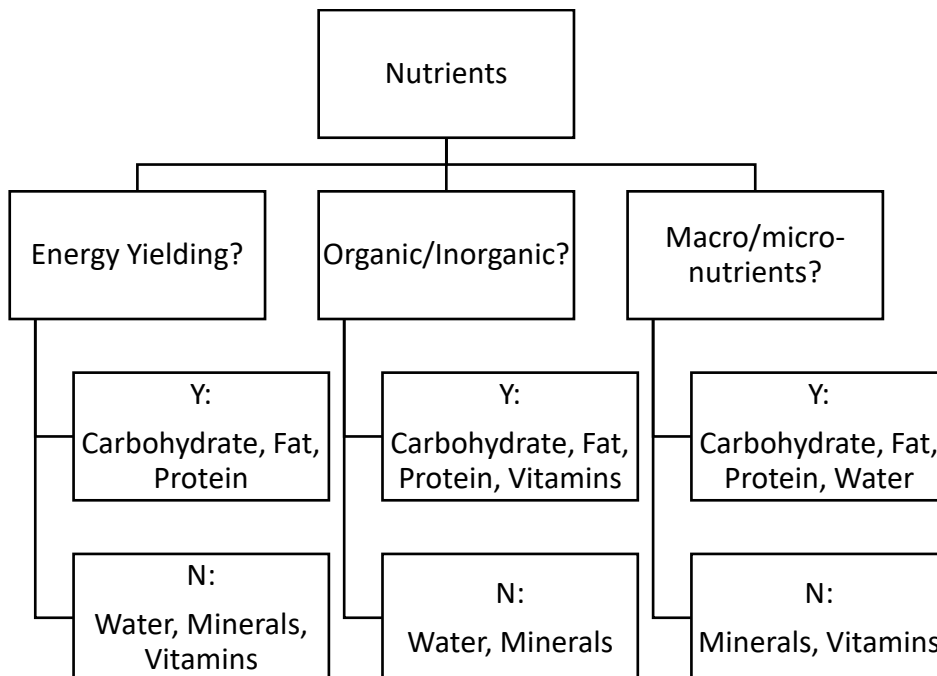 Nutrients
Energy Yielding?
Organic/Inorganic?
Macro/micro-
nutrients?
Y:
Carbohydrate, Fat,
Protein
Y:
Carbohydrate, Fat,
Protein, Vitamins
Y:
Carbohydrate, Fat,
Protein, Water
N:
Water, Minerals,
Vitamins
N:
Water, Minerals
N:
Minerals, Vitamins